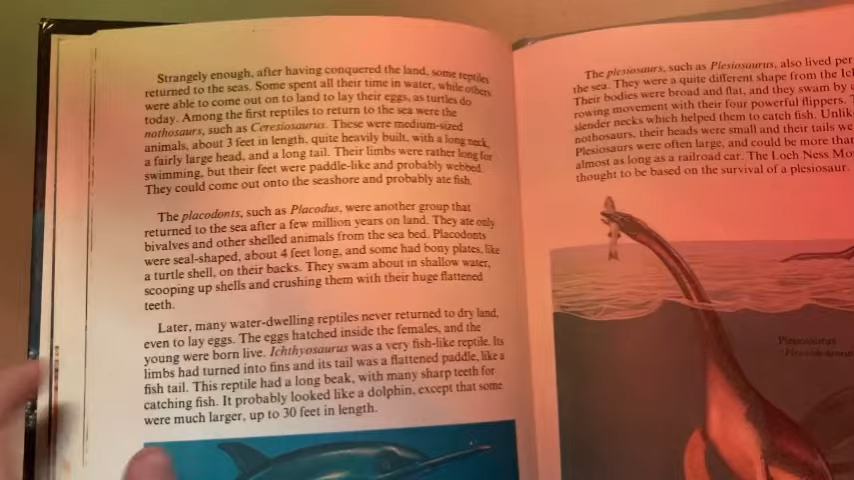 Strangely enough, after having conquered the land, some reptiles
returned to the seas. Some spent all their time in water, while others
were able to come out on to land to lay their eggs, as turtles do
today. Among the first reptiles to return to the sea were the
nothosaurs, such as Ceresiosaurus. These were medium-sized
animals, about 3 feet in length, quite heavily built, with a long neck,
a fairly large head, and a long tail. Their limbs were rather long for
swimming, but their feet were paddle-like and probably webbed.
They could come out onto the seashore and probably ate fish.
The placodonts, such as Placodus, were another group that
returned to the sea after a few million years on land. They ate only
bivalves and other shelled animals from the sea bed. Placodonts
were seal-shaped, about 4 feet long, and some had bony plates, like
a turtle shell, on their backs. They swam about in shallow water,
scooping up shells and crushing them with their huge flattened
teeth.
Later, many water-dwelling reptiles never returned to dry land,
even to lay eggs. The eggs hatched inside the females, and the
young were born live. Ichthyosaurus was a very fish-like reptile. Its
limbs had turned into fins and its tail was a flattened paddle, like a
fish tail. This reptile had a long beak, with many sharp teeth for
catching fish. It probably looked like a dolphin, except that some
were much larger, up to 30 feet in length.
The plesiosaurs, such as Plesiosaurus, also lived per
the sea. They were a quite different shape from the Ich
Their bodies were broad and flat, and they swam by
rowing movement with their four powerful flippers. T
slender necks which helped them to catch fish. Unlik
nothosaurs, their heads were small and their tails we
Plesiosaurs were often large, and could be more than
almost as long as a railroad car. The Loch Ness Mo
thought to be based on the survival of a plesiosaur.
Plesiosaurus